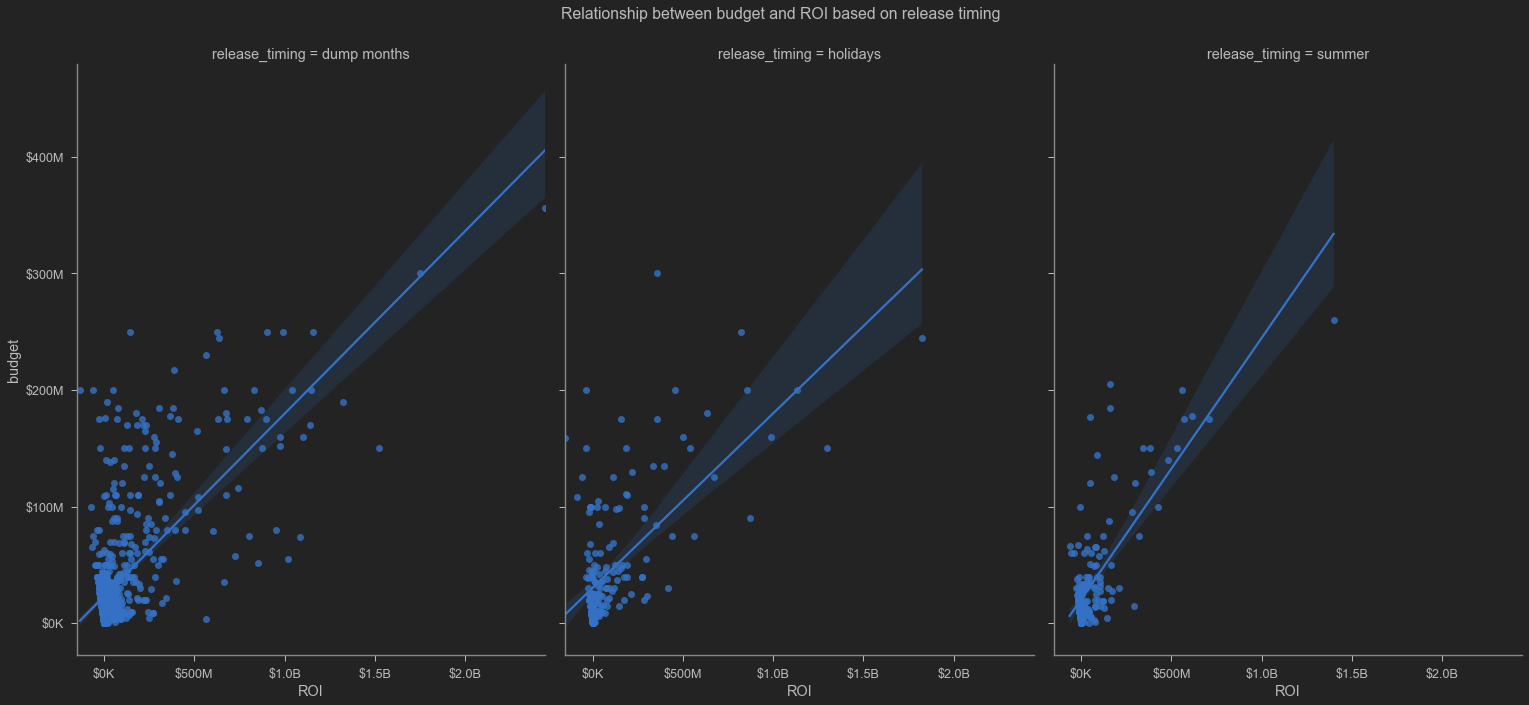 Relationship between budget and ROI based on release timing
release_timing = dump months
release_timing = holidays
release_timing = summer
budget
$400M
$300M
$200M
$100M
$0K
$0K $500M $1.0B $1.5B $2.0B
ROI
$0K $500M $1.0B $1.5B $2.0B
ROI
$0K $500M $1.0B $1.5B $2.0B
ROI